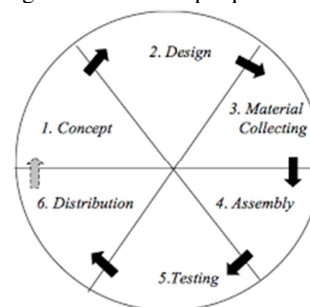 2. Design
3. Material
Collecting
1. Concept
6. Distribution
4. Assembly
5.Testing